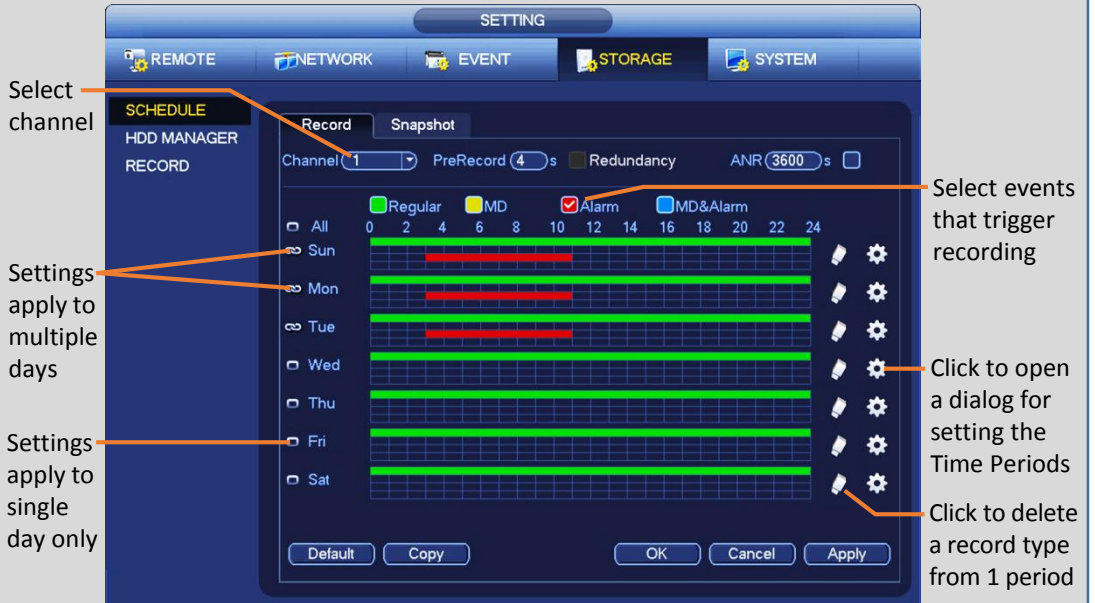 SETTING
REMOTE NETWORK EVENT STORAGE SYSTEM
Select
channel
SCHEDULE
HDD MANAGER
RECORD
Record Snapshot
Channel 1 PreRecord 4 s Redundancy ANR 3600 s
Regular MD Alarm MD&Alarm
All 0 2 4 6 8 10 12 14 16 18 20 22 24
Sun
Mon
Tue
Wed
Thu
Fri
Sat
Default Copy OK Cancel Apply
Settings
apply to
multiple
days
Settings
apply to
single
day only
Select events
that trigger
recording
Click to open
a dialog for
setting the
Time Periods
Click to delete
a record type
from 1 period